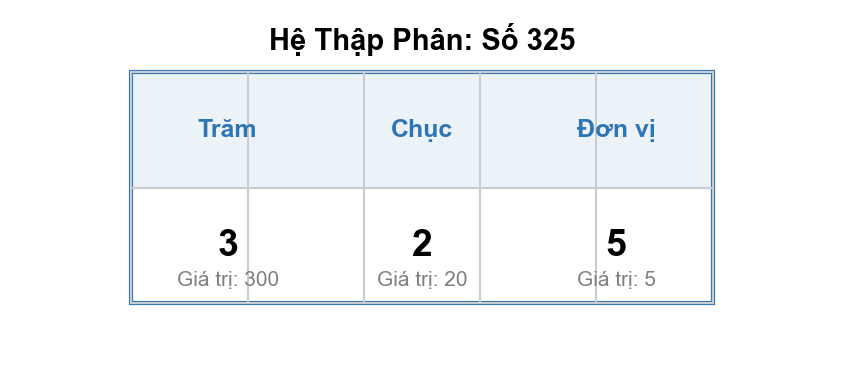 Hệ Thập Phân: Số 325
Trăm Chục Đơn vị
3 2 5
Giá trị: 300 Giá trị: 20 Giá trị: 5